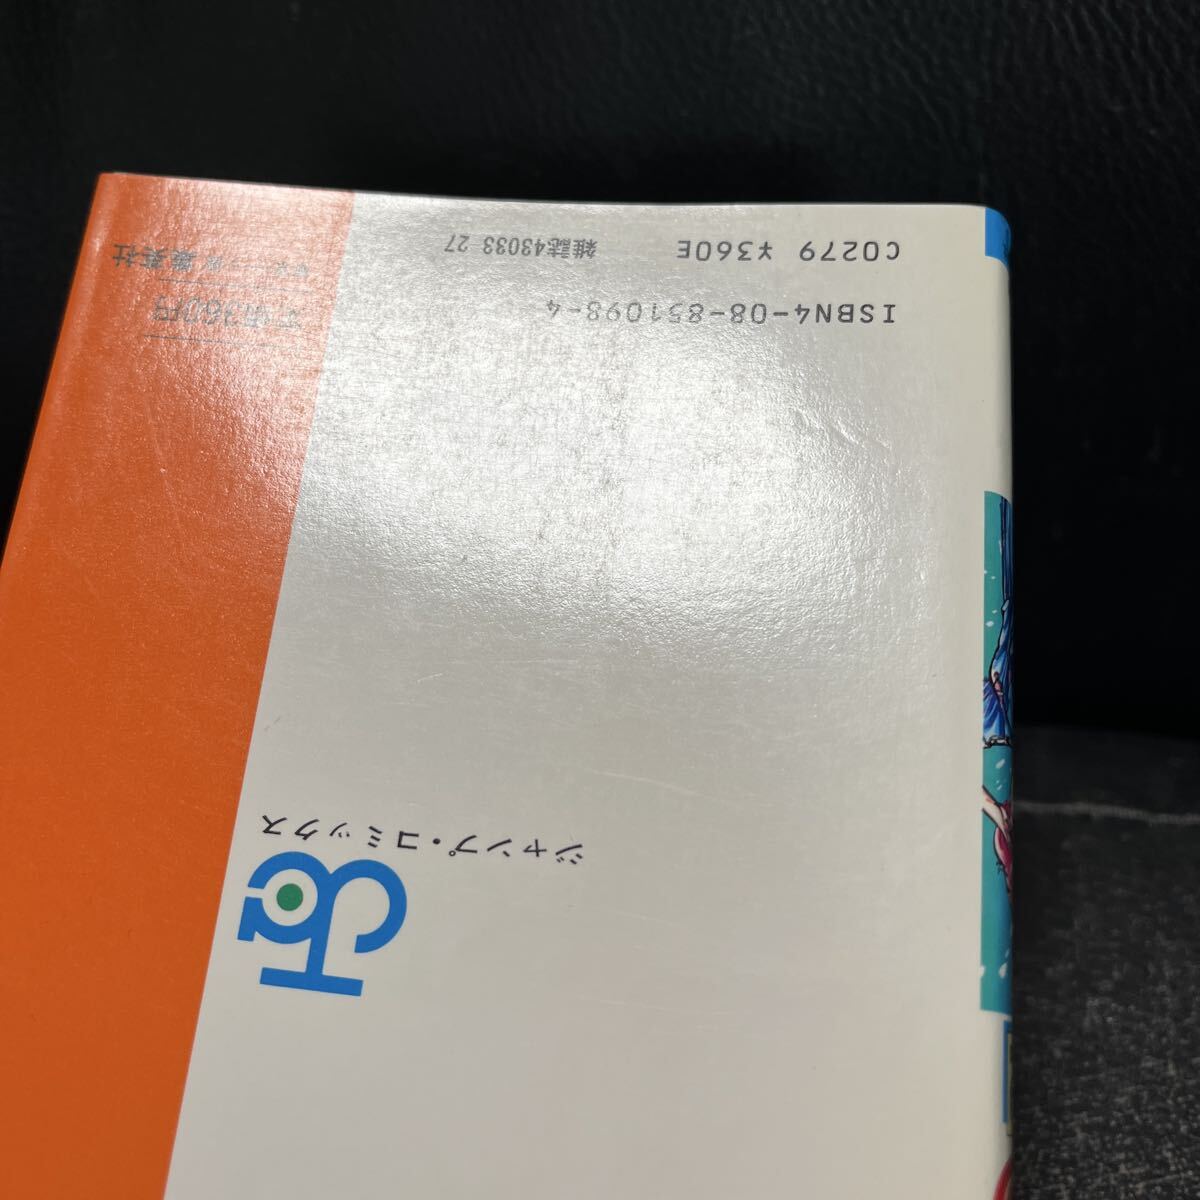 ジャンプ・コミックス
ISBN4-08-851098-4
定価360円
C0279 ¥360E 雑誌43033 27
集英社